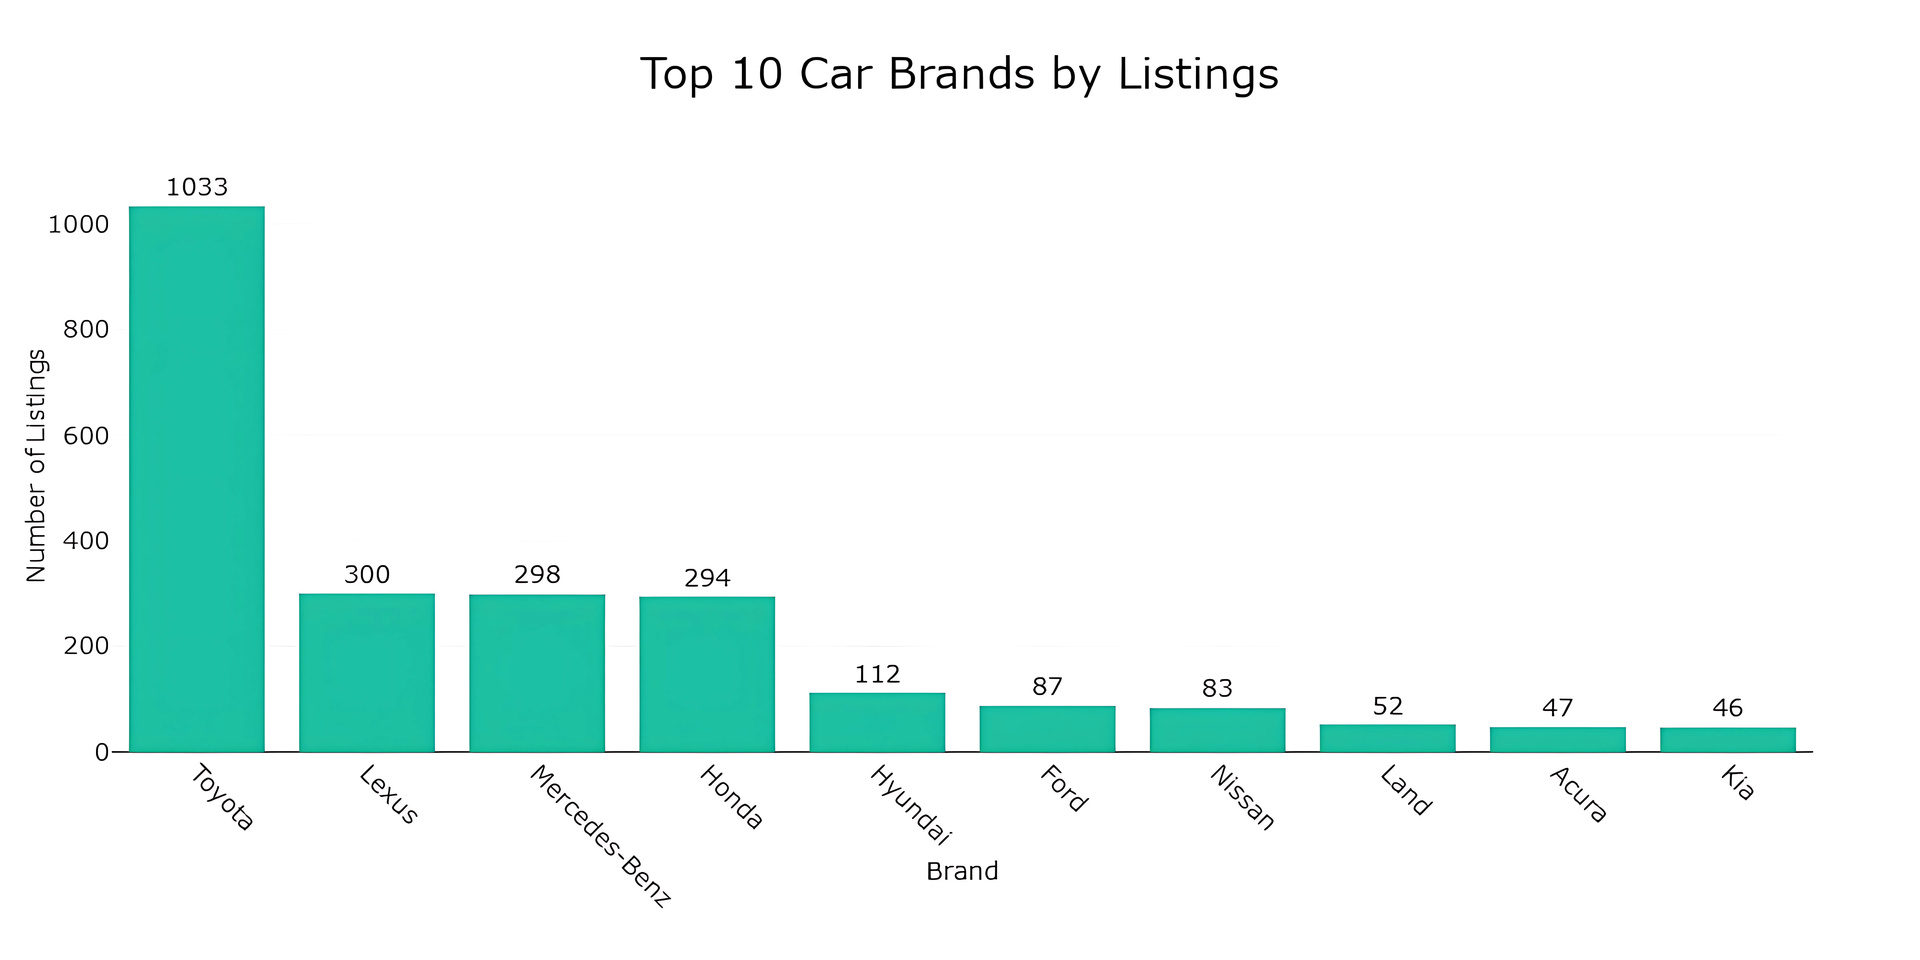 Top 10 Car Brands by Listings
Number of Listings
1000
800
600
400
200
0
1033
300
298
294
112
87
83
52
47
46
Toyota
Lexus
Mercedes-Benz
Honda
Hyundai
Ford
Nissan
Land
Acura
Kia
Brand